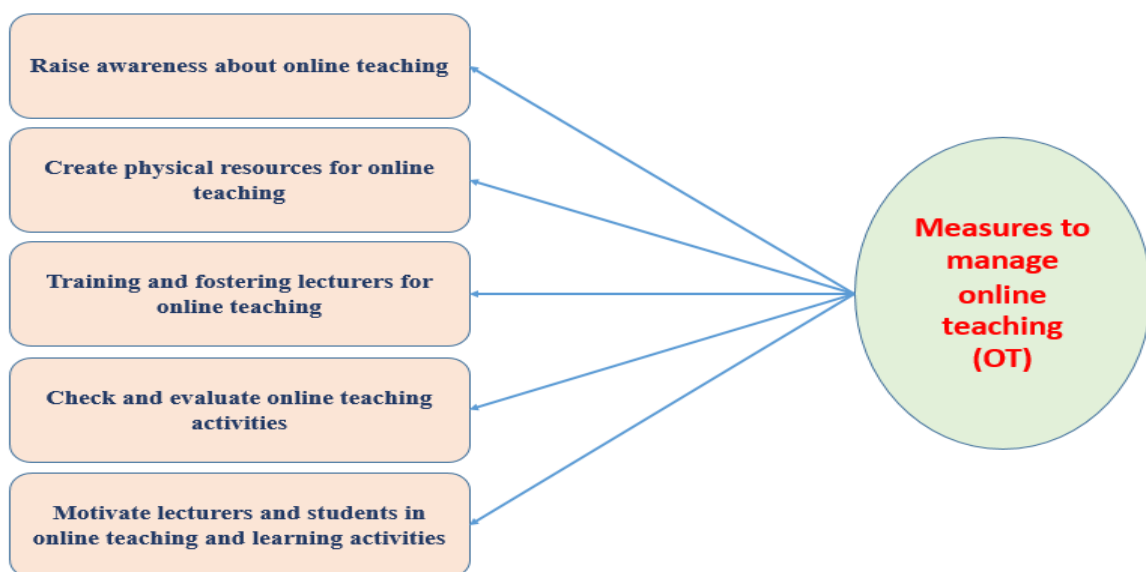 Raise awareness about online teaching
Create physical resources for online
teaching
Training and fostering lecturers for
online teaching
Check and evaluate online teaching
activities
Motivate lecturers and students in
online teaching and learning activities
Measures to
manage
online
teaching
(OT)